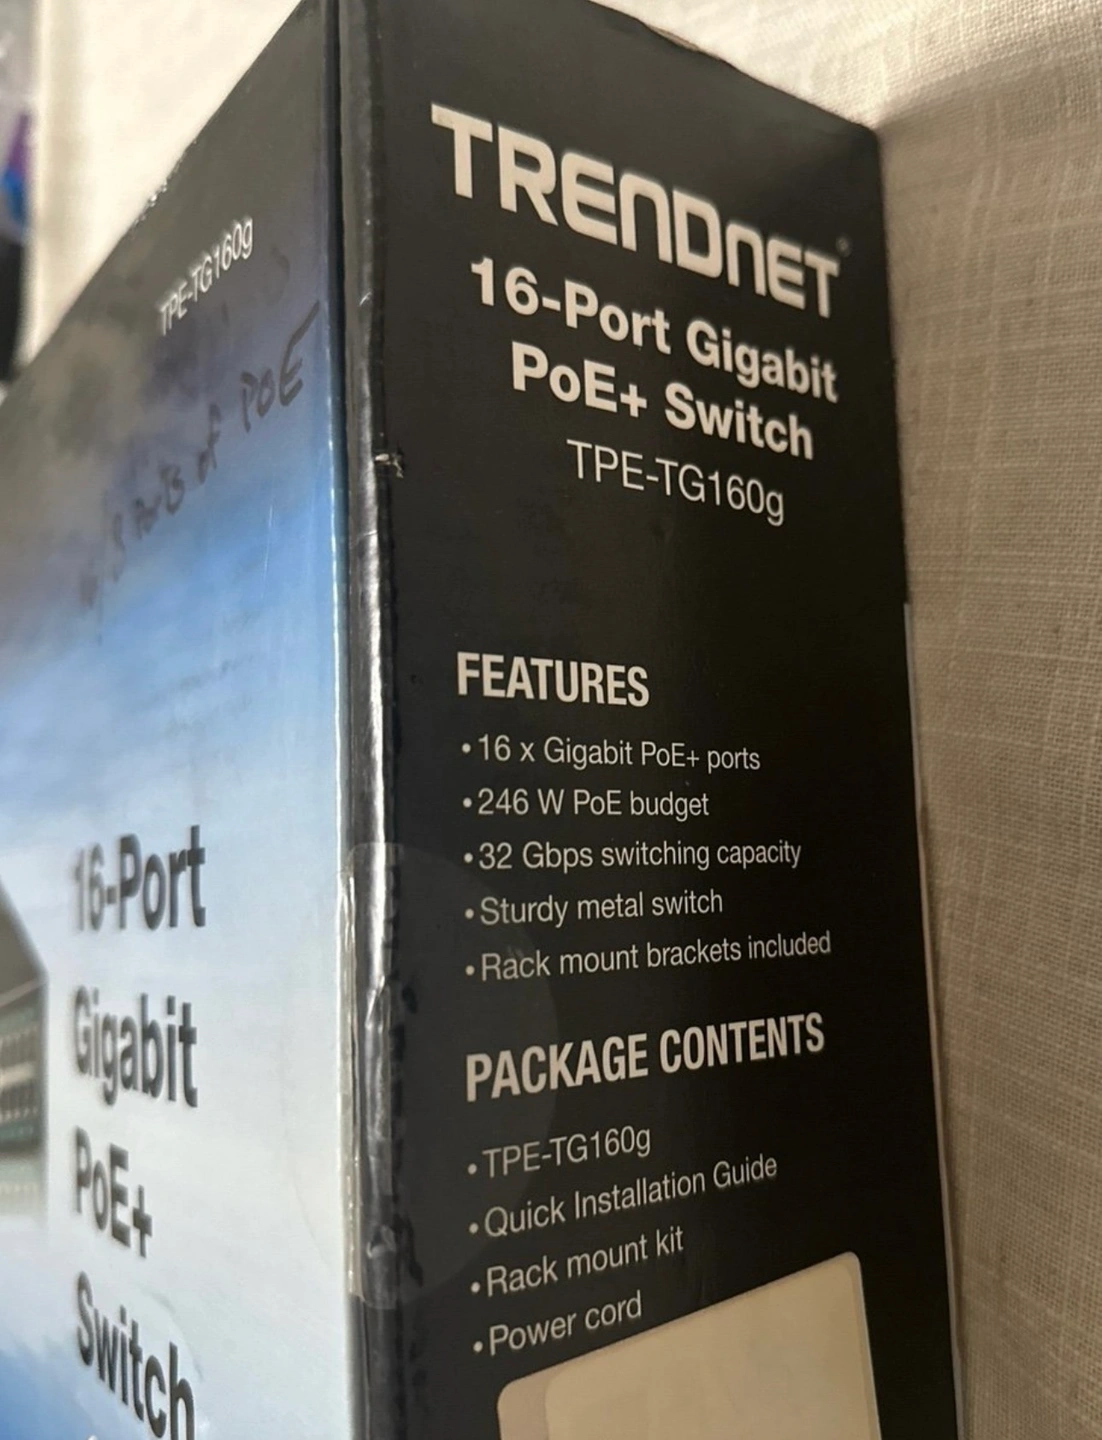 TPE-TG160g
w/ 8 Ports of PoE
16-Port
Gigabit
PoE+
Switch
TRENDNET®
16-Port Gigabit
PoE+ Switch
TPE-TG160g
FEATURES
•16 x Gigabit PoE+ ports
•246 W PoE budget
•32 Gbps switching capacity
•Sturdy metal switch
•Rack mount brackets included
PACKAGE CONTENTS
•TPE-TG160g
•Quick Installation Guide
•Rack mount kit
•Power cord